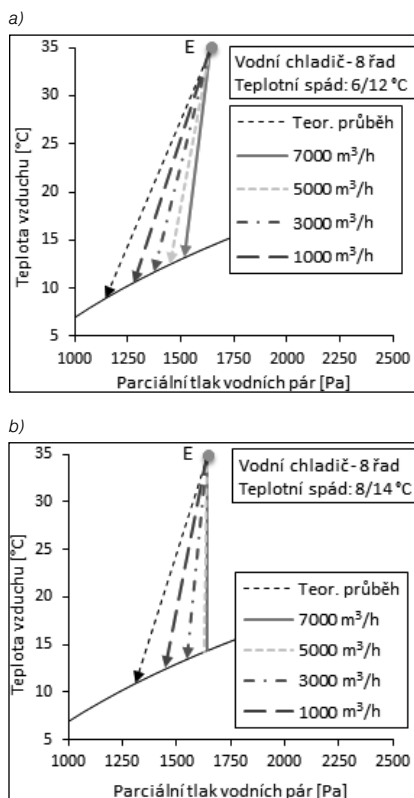 a)
35
30
25
20
15
10
5
Teplota vzduchu [°C]
E
Vodní chladič - 8 řad
Teplotní spád: 6/12 °C
Teor. průběh
7000 m³/h
5000 m³/h
3000 m³/h
1000 m³/h
1000 1250 1500 1750 2000 2250 2500
Parciální tlak vodních pár [Pa]
b)
35
30
25
20
15
10
5
Teplota vzduchu [°C]
E
Vodní chladič - 8 řad
Teplotní spád: 8/14 °C
Teor. průběh
7000 m³/h
5000 m³/h
3000 m³/h
1000 m³/h
1000 1250 1500 1750 2000 2250 2500
Parciální tlak vodních pár [Pa]